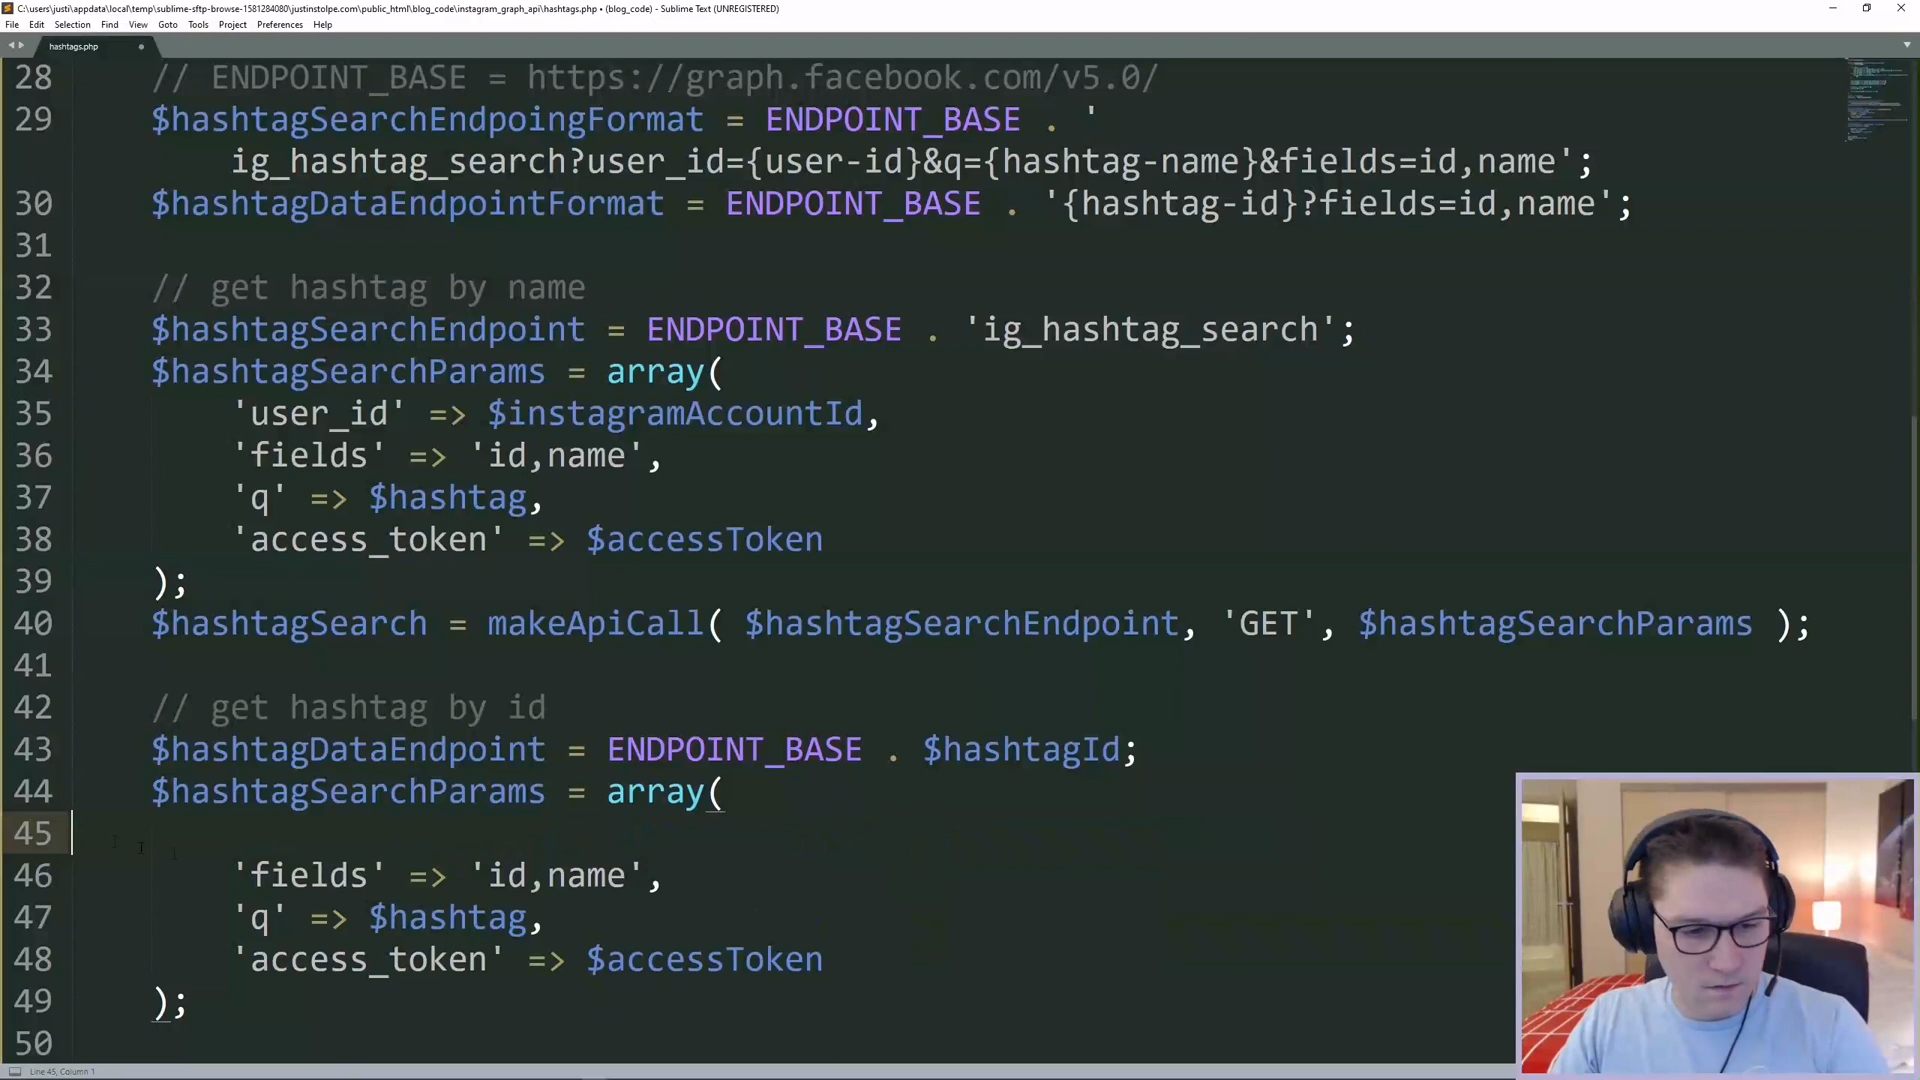 C:\users\justi\appdata\local\temp\sublime-sftp-browse-1581284080\justinstolpe.com\public_html\blog_code\instagram_graph_api\hashtags.php • (blog_code) - Sublime Text (UNREGISTERED)
File Edit Selection Find View Goto Tools Project Preferences Help
hashtags.php
28 // ENDPOINT_BASE = https://graph.facebook.com/v5.0/
29 $hashtagSearchEndpoingFormat = ENDPOINT_BASE . '
ig_hashtag_search?user_id={user-id}&q={hashtag-name}&fields=id,name';
30 $hashtagDataEndpointFormat = ENDPOINT_BASE . '{hashtag-id}?fields=id,name';
31
32 // get hashtag by name
33 $hashtagSearchEndpoint = ENDPOINT_BASE . 'ig_hashtag_search';
34 $hashtagSearchParams = array(
35 'user_id' => $instagramAccountId,
36 'fields' => 'id,name',
37 'q' => $hashtag,
38 'access_token' => $accessToken
39 );
40 $hashtagSearch = makeApiCall( $hashtagSearchEndpoint, 'GET', $hashtagSearchParams );
41
42 // get hashtag by id
43 $hashtagDataEndpoint = ENDPOINT_BASE . $hashtagId;
44 $hashtagSearchParams = array(
45
46 'fields' => 'id,name',
47 'q' => $hashtag,
48 'access_token' => $accessToken
49 );
50
Line 45, Column 1